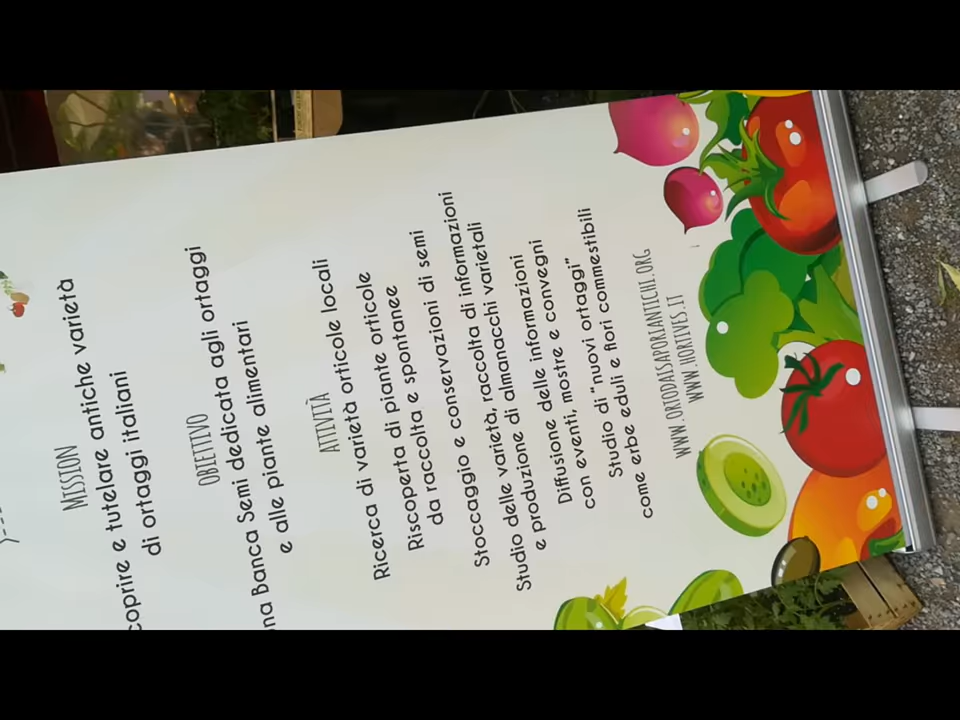 MISSION
coprire e tutelare antiche varietà
di ortaggi italiani
OBIETTIVO
na Banca Semi dedicata agli ortaggi
e alle piante alimentari
ATTIVITÀ
Ricerca di varietà orticole locali
Riscoperta di piante orticole
da raccolta e spontanee
Stoccaggio e conservazioni di semi
Studio delle varietà, raccolta di informazioni
e produzione di almanacchi varietali
Diffusione delle informazioni
con eventi, mostre e convegni
Studio di "nuovi ortaggi"
come erbe eduli e fiori commestibili
WWW.ORTODAISAPORIANTICHI.ORG
WWW.HORTIVES.IT